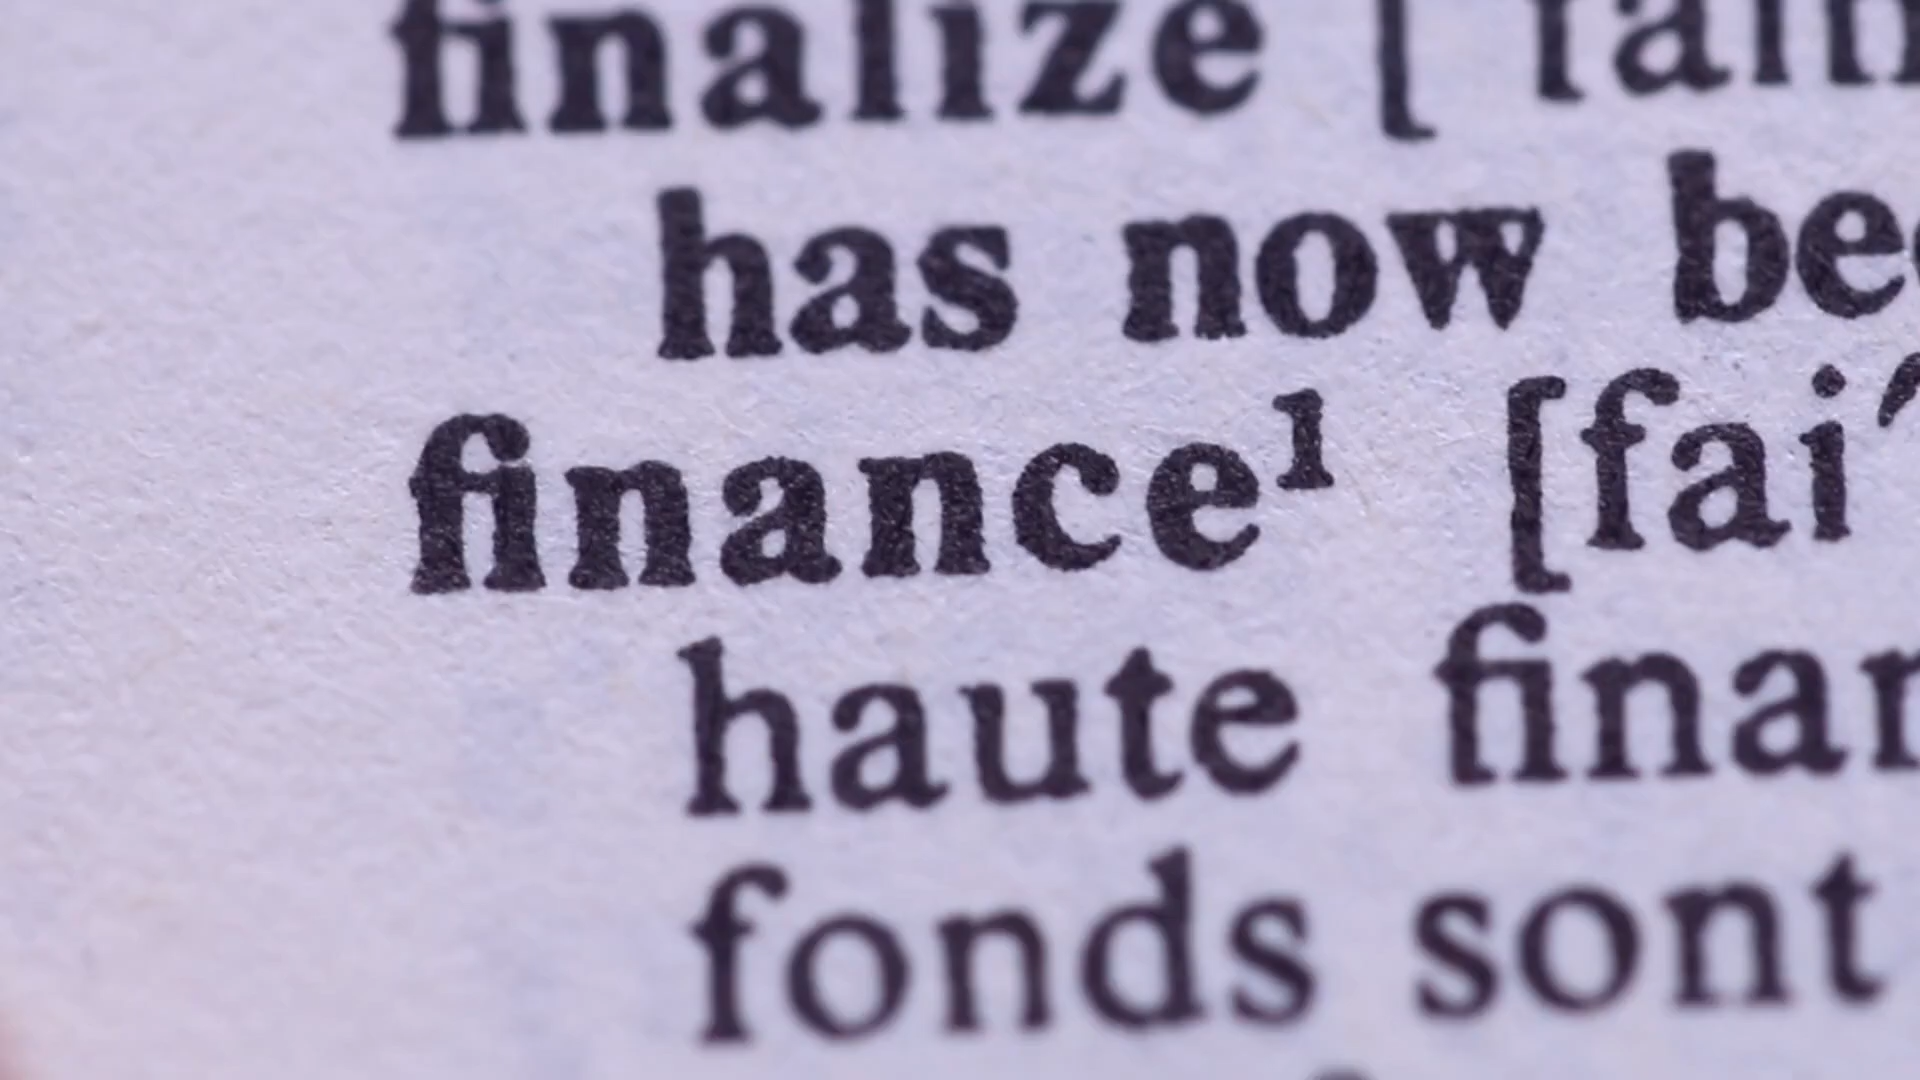 finalize [
has now
finance¹ [fai'
haute
fonds sont